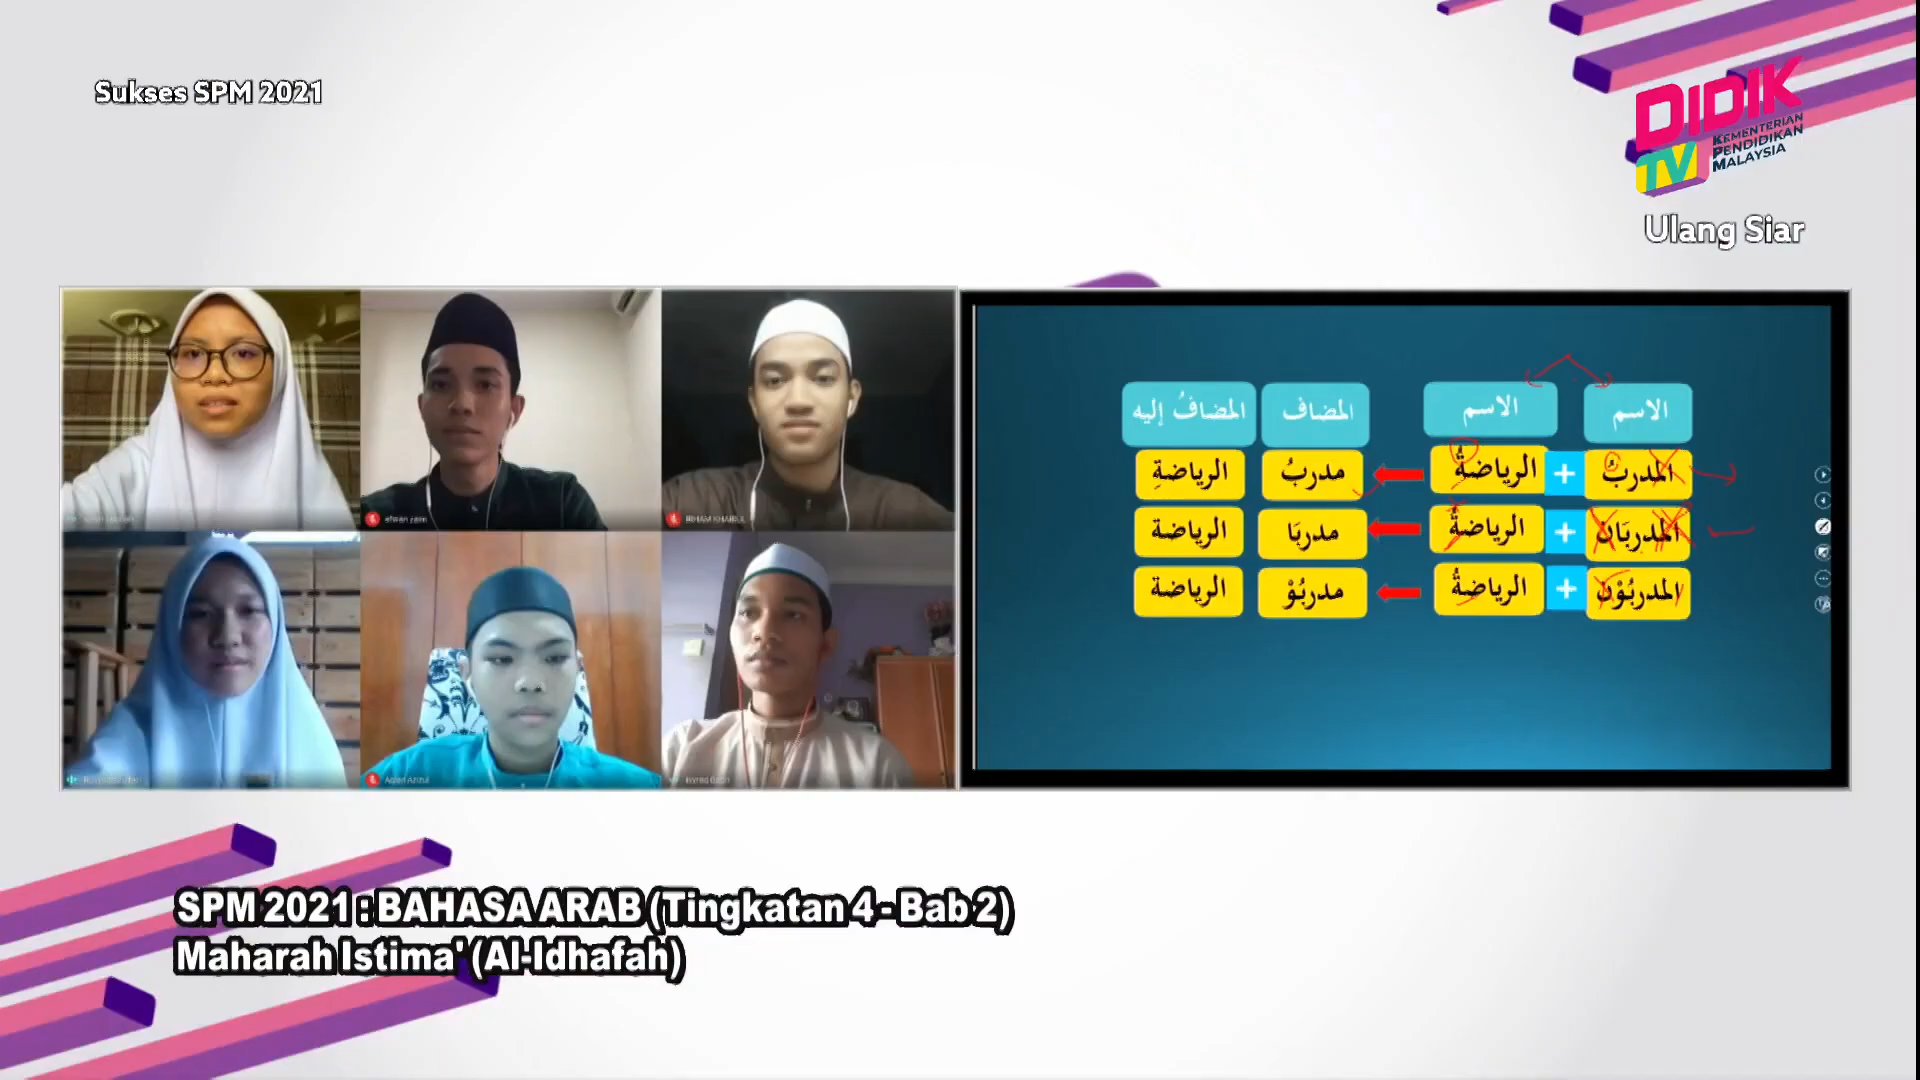 Sukses SPM 2021
DIDIK
TV
KEMENTERIAN
PENDIDIKAN
MALAYSIA
Ulang Siar
الاسم الاسم المضاف المضافُ إليه
المدربُ + الرياضةُ مدربُ الرياضةِ
المدربَان + الرياضةُ مدربَا الرياضة
المدربُوْن + الرياضةُ مدربُوْ الرياضة
SPM 2021 : BAHASA ARAB (Tingkatan 4 - Bab 2)
Maharah Istima' (Al-Idhafah)